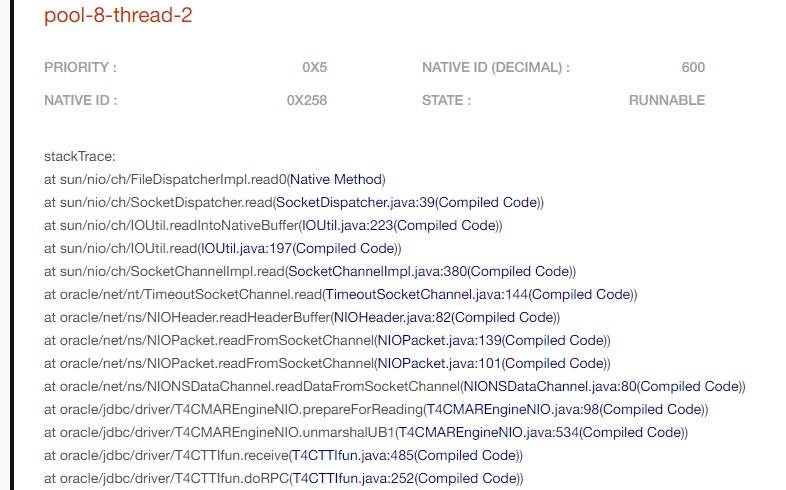 pool-8-thread-2
PRIORITY : 0X5 NATIVE ID (DECIMAL) : 600
NATIVE ID : 0X258 STATE : RUNNABLE
stackTrace:
at sun/nio/ch/FileDispatcherImpl.read0(Native Method)
at sun/nio/ch/SocketDispatcher.read(SocketDispatcher.java:39(Compiled Code))
at sun/nio/ch/IOUtil.readIntoNativeBuffer(IOUtil.java:223(Compiled Code))
at sun/nio/ch/IOUtil.read(IOUtil.java:197(Compiled Code))
at sun/nio/ch/SocketChannelImpl.read(SocketChannelImpl.java:380(Compiled Code))
at oracle/net/nt/TimeoutSocketChannel.read(TimeoutSocketChannel.java:144(Compiled Code))
at oracle/net/ns/NIOHeader.readHeaderBuffer(NIOHeader.java:82(Compiled Code))
at oracle/net/ns/NIOPacket.readFromSocketChannel(NIOPacket.java:139(Compiled Code))
at oracle/net/ns/NIOPacket.readFromSocketChannel(NIOPacket.java:101(Compiled Code))
at oracle/net/ns/NIONSDataChannel.readDataFromSocketChannel(NIONSDataChannel.java:80(Compiled Code))
at oracle/jdbc/driver/T4CMAREngineNIO.prepareForReading(T4CMAREngineNIO.java:98(Compiled Code))
at oracle/jdbc/driver/T4CMAREngineNIO.unmarshalUB1(T4CMAREngineNIO.java:534(Compiled Code))
at oracle/jdbc/driver/T4CTTIfun.receive(T4CTTIfun.java:485(Compiled Code))
at oracle/jdbc/driver/T4CTTIfun.doRPC(T4CTTIfun.java:252(Compiled Code))